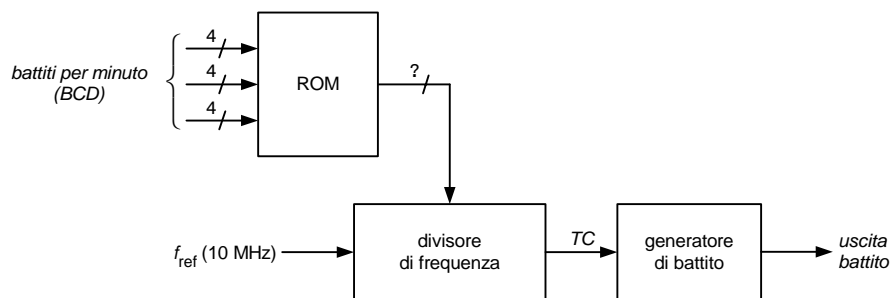 4
battiti per minuto
(BCD)
4
4
ROM
?
f ref (10 MHz)
divisore
di frequenza
TC
generatore
di battito
uscita
battito